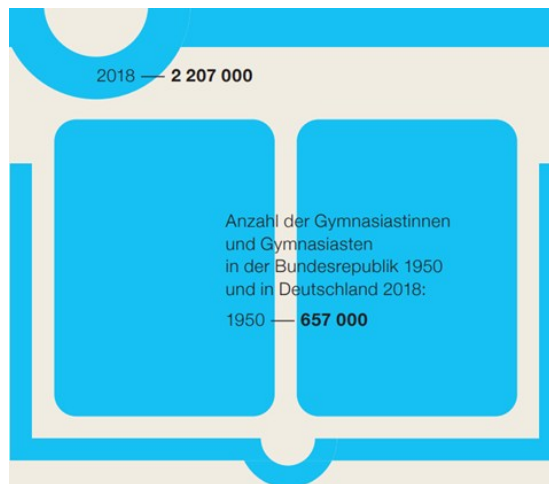 2018 — 2 207 000
Anzahl der Gymnasiastinnen
und Gymnasiasten
in der Bundesrepublik 1950
und in Deutschland 2018:
1950 — 657 000